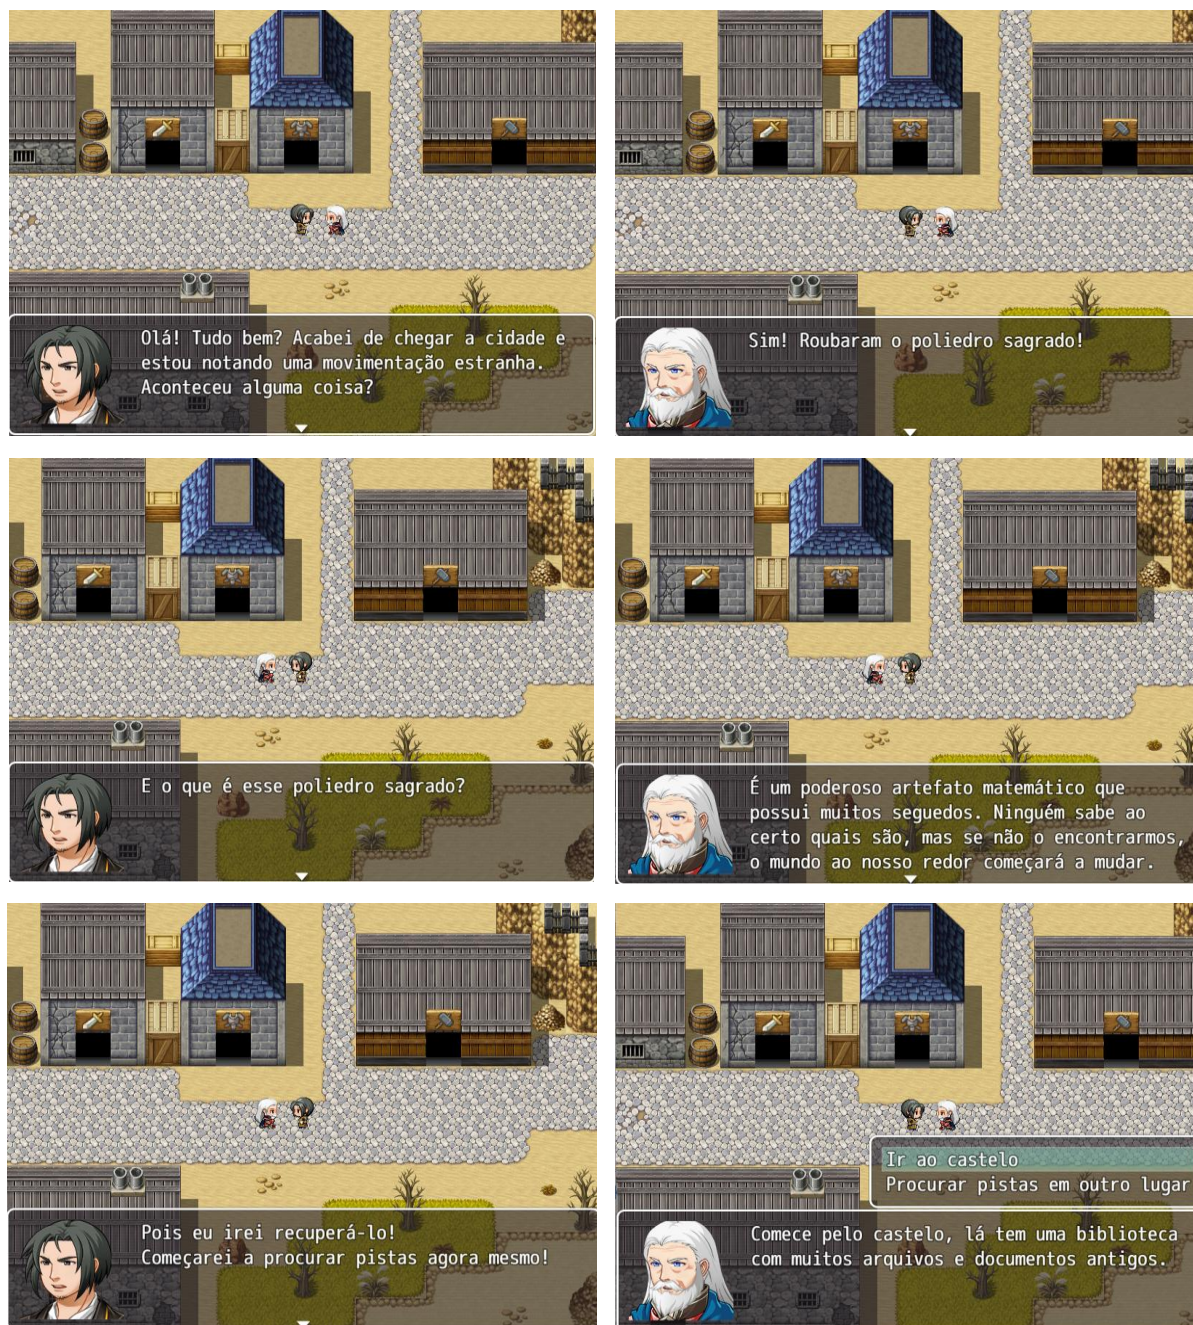 Olá! Tudo bem? Acabei de chegar a cidade e
estou notando uma movimentação estranha.
Aconteceu alguma coisa?
Sim! Roubaram o poliedro sagrado!
E o que é esse poliedro sagrado?
É um poderoso artefato matemático que
possui muitos seguedos. Ninguém sabe ao
certo quais são, mas se não o encontrarmos,
o mundo ao nosso redor começará a mudar.
Pois eu irei recuperá-lo!
Começarei a procurar pistas agora mesmo!
Ir ao castelo
Procurar pistas em outro lugar
Comece pelo castelo, lá tem uma biblioteca
com muitos arquivos e documentos antigos.